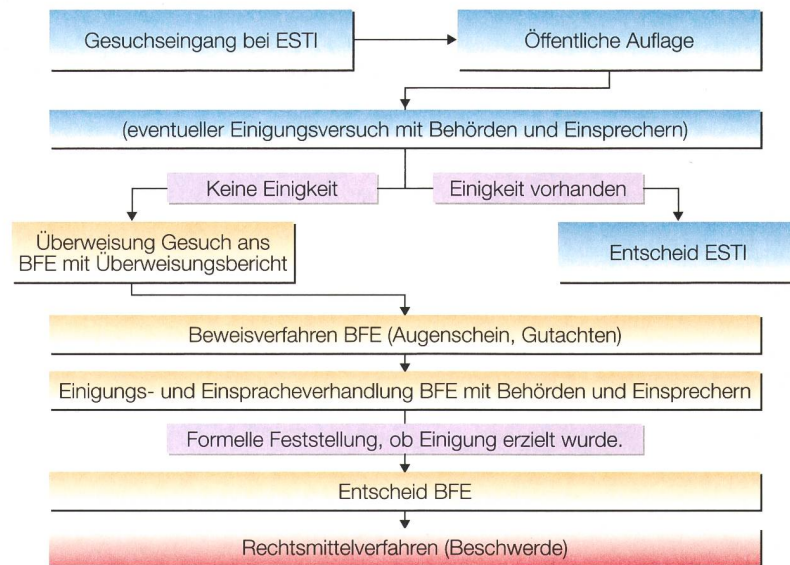 Gesuchseingang bei ESTI
Öffentliche Auflage
(eventueller Einigungsversuch mit Behörden und Einsprechern)
Keine Einigkeit
Einigkeit vorhanden
Überweisung Gesuch ans
BFE mit Überweisungsbericht
Entscheid ESTI
Beweisverfahren BFE (Augenschein, Gutachten)
Einigungs- und Einspracheverhandlung BFE mit Behörden und Einsprechern
Formelle Feststellung, ob Einigung erzielt wurde.
Entscheid BFE
Rechtsmittelverfahren (Beschwerde)